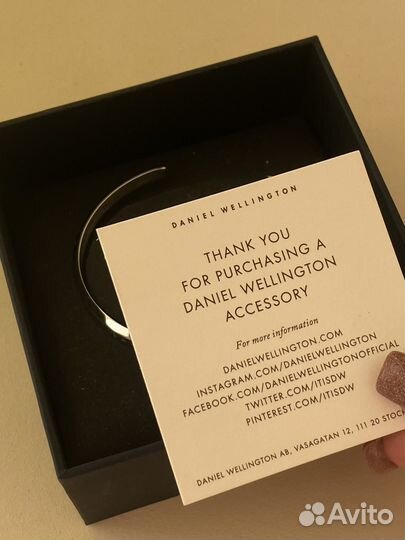 DANIEL WELLINGTON
THANK YOU
FOR PURCHASING A
DANIEL WELLINGTON
ACCESSORY
For more information
DANIELWELLINGTON.COM
INSTAGRAM.COM/DANIELWELLINGTON
FACEBOOK.COM/DANIELWELLINGTONOFFICIAL
TWITTER.COM/ITISDW
PINTEREST.COM/ITISDW
DANIEL WELLINGTON AB, VASAGATAN 12, 111 20 STOC
Avito